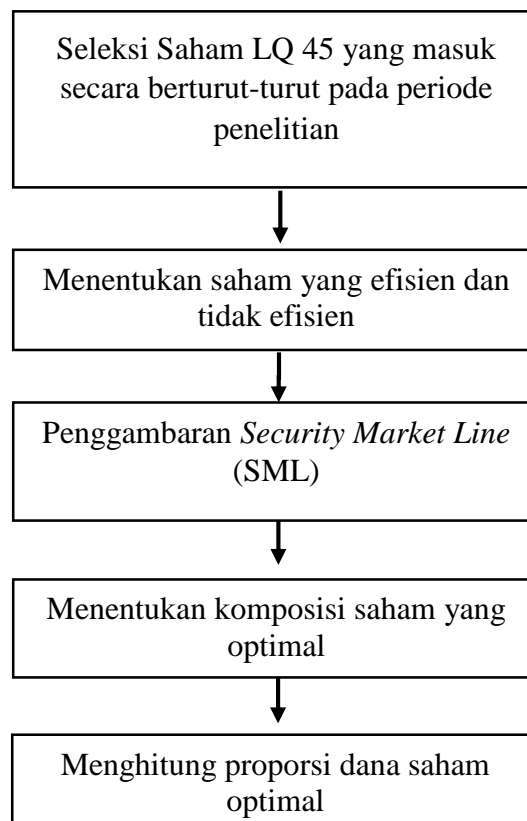 Seleksi Saham LQ 45 yang masuk
secara berturut-turut pada periode
penelitian
Menentukan saham yang efisien dan
tidak efisien
Penggambaran Security Market Line
(SML)
Menentukan komposisi saham yang
optimal
Menghitung proporsi dana saham
optimal